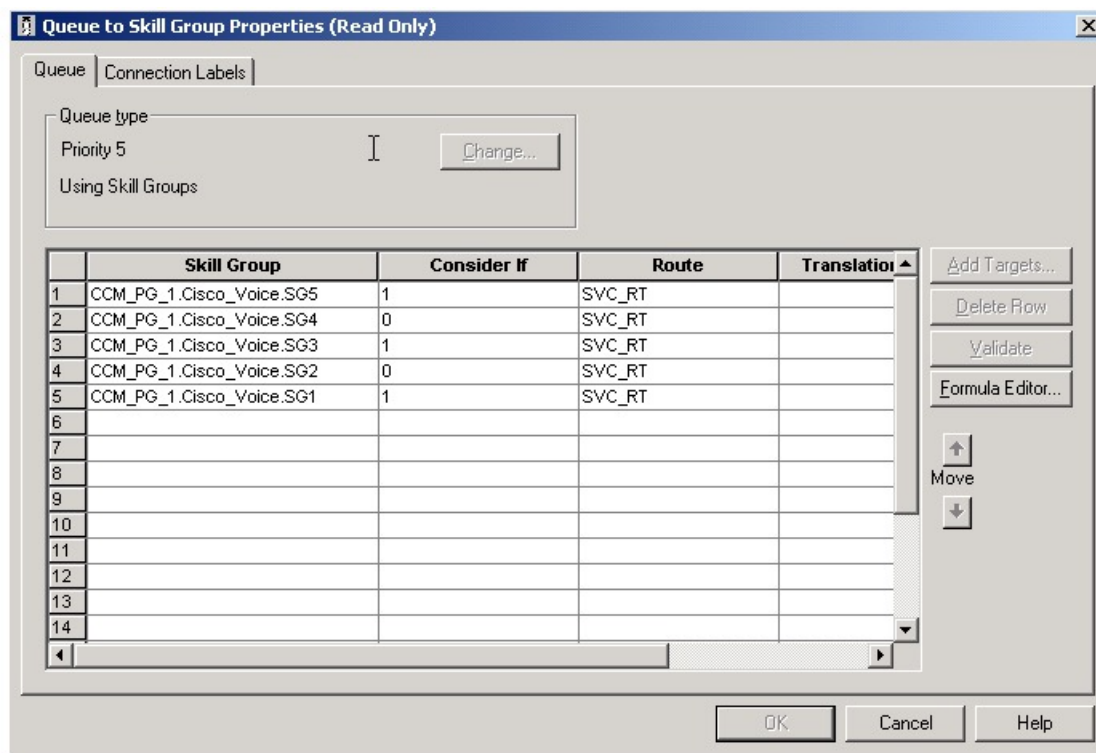 Queue to Skill Group Properties (Read Only)
Queue Connection Labels
Queue type
Priority 5
Change...
Using Skill Groups
Skill Group Consider If Route Translation
1 CCM_PG_1.Cisco_Voice.SG5 1 SVC_RT
2 CCM_PG_1.Cisco_Voice.SG4 0 SVC_RT
3 CCM_PG_1.Cisco_Voice.SG3 1 SVC_RT
4 CCM_PG_1.Cisco_Voice.SG2 0 SVC_RT
5 CCM_PG_1.Cisco_Voice.SG1 1 SVC_RT
6
7
8
9
10
11
12
13
14
Add Targets...
Delete Row
Validate
Formula Editor...
Move
OK Cancel Help